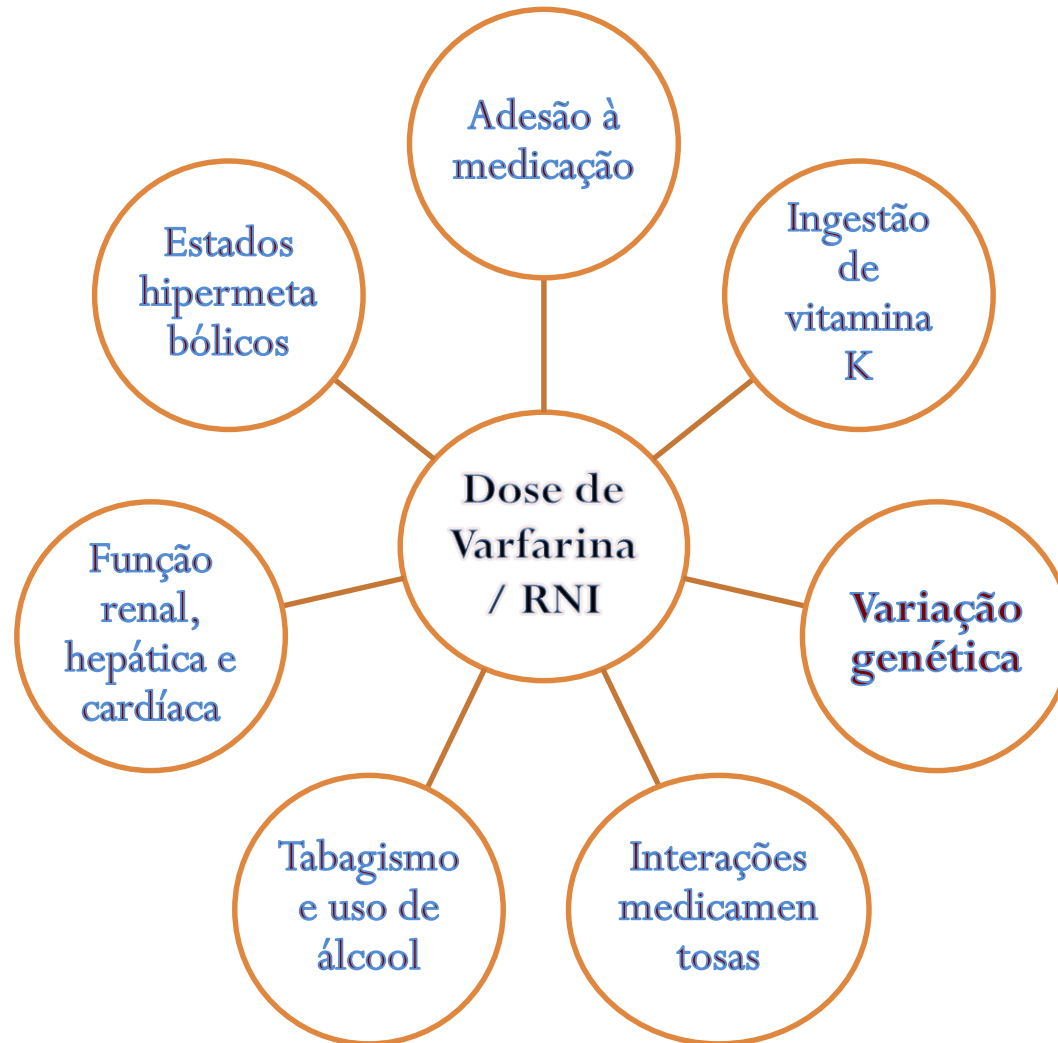 Adesão à
medicação
Ingestão
de
vitamina
K
Variação
genética
Interações
medicamen
tosas
Tabagismo
e uso de
álcool
Função
renal,
hepática e
cardíaca
Estados
hipermeta
bólicos
Dose de
Varfarina
/ RNI